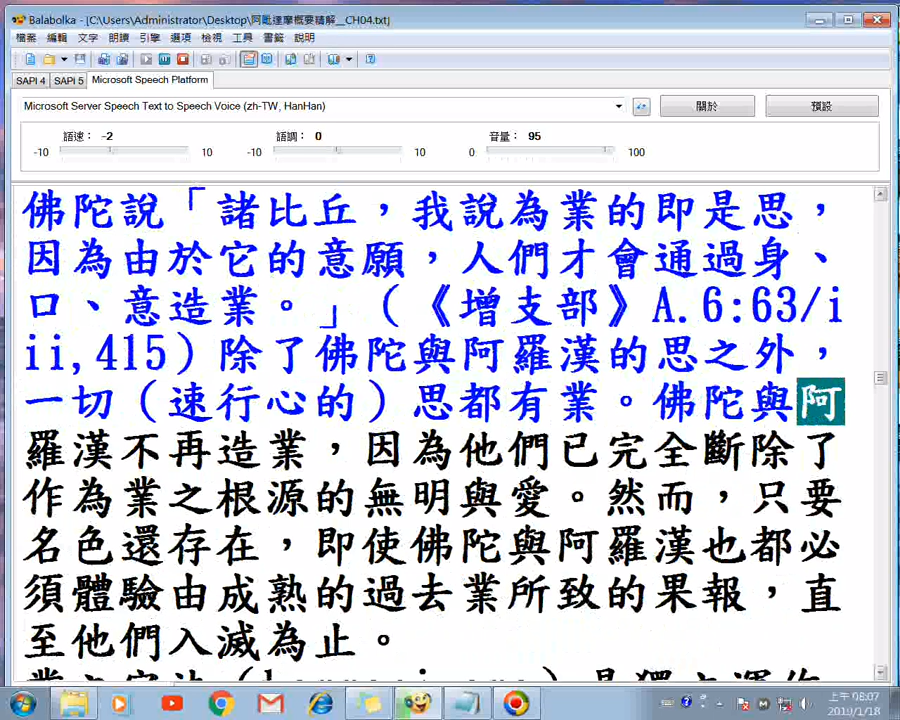 Balabolka - [C:\Users\Administrator\Desktop\阿毗達摩概要精解__CH04.txt]
檔案 編輯 文字 朗讀 引擎 選項 檢視 工具 書籤 說明
SAPI 4 SAPI 5 Microsoft Speech Platform
Microsoft Server Speech Text to Speech Voice (zh-TW, HanHan) 關於 預設
語速： -2 語調： 0 音量： 95
-10 10 -10 10 0 100
佛陀說「諸比丘，我說為業的即是思，
因為由於它的意願，人們才會通過身、
口、意造業。」（《增支部》A.6:63/i
ii,415）除了佛陀與阿羅漢的思之外，
一切（速行心的）思都有業。佛陀與阿
羅漢不再造業，因為他們已完全斷除了
作為業之根源的無明與愛。然而，只要
名色還存在，即使佛陀與阿羅漢也都必
須體驗由成熟的過去業所致的果報，直
至他們入滅為止。
上午 08:07
2019/1/18